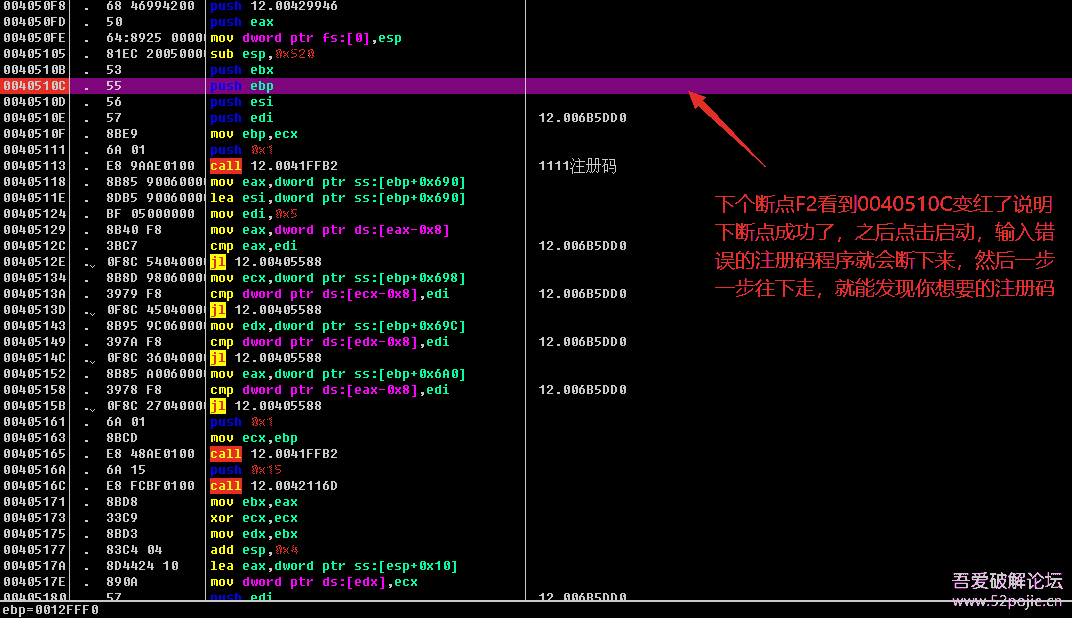 004050F8 . 68 46994200 push 12.00429946
004050FD . 50 push eax
004050FE . 64:8925 00000 mov dword ptr fs:[0],esp
00405105 . 81EC 20050000 sub esp,0x520
0040510B . 53 push ebx
0040510C . 55 push ebp
0040510D . 56 push esi
0040510E . 57 push edi 12.006B5DD0
0040510F . 8BE9 mov ebp,ecx
00405111 . 6A 01 push 0x1
00405113 . E8 9AAE0100 call 12.0041FFB2 1111注册码
00405118 . 8B85 90060000 mov eax,dword ptr ss:[ebp+0x690]
0040511E . 8DB5 90060000 lea esi,dword ptr ss:[ebp+0x690]
00405124 . BF 05000000 mov edi,0x5
00405129 . 8B40 F8 mov eax,dword ptr ds:[eax-0x8]
0040512C . 3BC7 cmp eax,edi 12.006B5DD0
0040512E . 0F8C 54040000 jl 12.00405588
00405134 . 8B8D 98060000 mov ecx,dword ptr ss:[ebp+0x698]
0040513A . 3979 F8 cmp dword ptr ds:[ecx-0x8],edi 12.006B5DD0
0040513D . 0F8C 45040000 jl 12.00405588
00405143 . 8B95 9C060000 mov edx,dword ptr ss:[ebp+0x69C]
00405149 . 397A F8 cmp dword ptr ds:[edx-0x8],edi 12.006B5DD0
0040514C . 0F8C 36040000 jl 12.00405588
00405152 . 8B85 A0060000 mov eax,dword ptr ss:[ebp+0x6A0]
00405158 . 3978 F8 cmp dword ptr ds:[eax-0x8],edi 12.006B5DD0
0040515B . 0F8C 27040000 jl 12.00405588
00405161 . 6A 01 push 0x1
00405163 . 8BCD mov ecx,ebp
00405165 . E8 48AE0100 call 12.0041FFB2
0040516A . 6A 15 push 0x15
0040516C . E8 FCBF0100 call 12.0042116D
00405171 . 8BD8 mov ebx,eax
00405173 . 33C9 xor ecx,ecx
00405175 . 8BD3 mov edx,ebx
00405177 . 83C4 04 add esp,0x4
0040517A . 8D4424 10 lea eax,dword ptr ss:[esp+0x10]
0040517E . 890A mov dword ptr ds:[edx],ecx
00405180 . 57 push edi 12.006B5DD0
ebp=0012FFF0
下个断点F2看到0040510C变红了说明
下断点成功了，之后点击启动，输入错
误的注册码程序就会断下来，然后一步
一步往下走，就能发现你想要的注册码
吾爱破解论坛
www.52pojie.cn